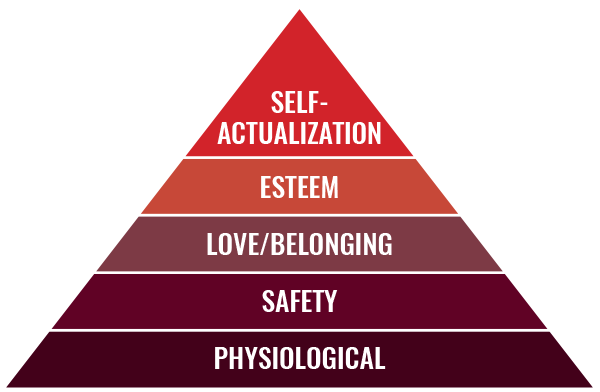 SELF-
ACTUALIZATION
ESTEEM
LOVE/BELONGING
SAFETY
PHYSIOLOGICAL